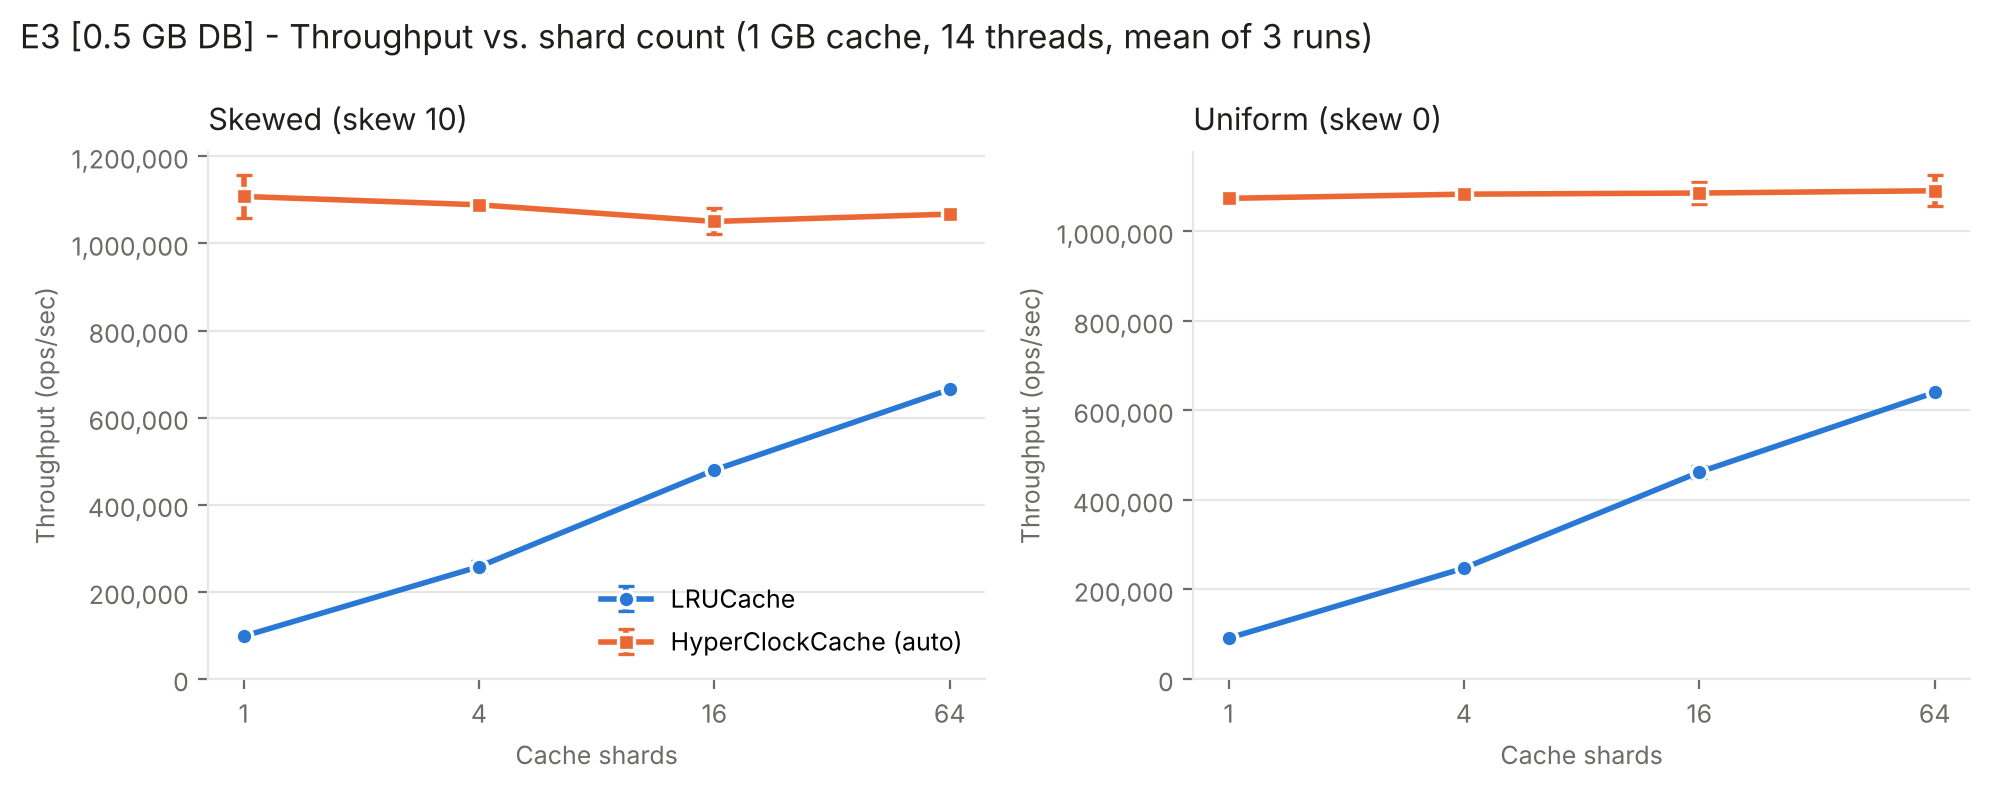 E3 [0.5 GB DB] - Throughput vs. shard count (1 GB cache, 14 threads, mean of 3 runs)
Skewed (skew 10)
1,200,000
1,000,000
800,000
600,000
400,000
200,000
0
Throughput (ops/sec)
LRUCache
HyperClockCache (auto)
1 4 16 64
Cache shards
Uniform (skew 0)
1,000,000
800,000
600,000
400,000
200,000
0
Throughput (ops/sec)
1 4 16 64
Cache shards